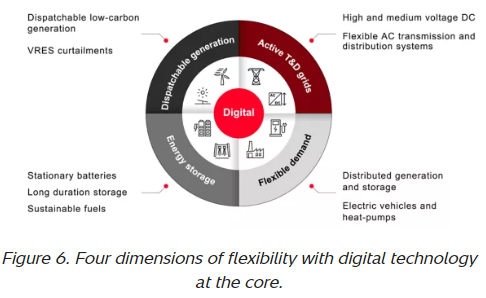 Dispatchable low-carbon
generation
VRES curtailments
High and medium voltage DC
Flexible AC transmission and
distribution systems
Dispatchable generation
Active T&D grids
AC
DC
Digital
Energy storage
Flexible demand
Stationary batteries
Long duration storage
Sustainable fuels
Distributed generation
and storage
Electric vehicles and
heat-pumps
Figure 6. Four dimensions of flexibility with digital technology
at the core.